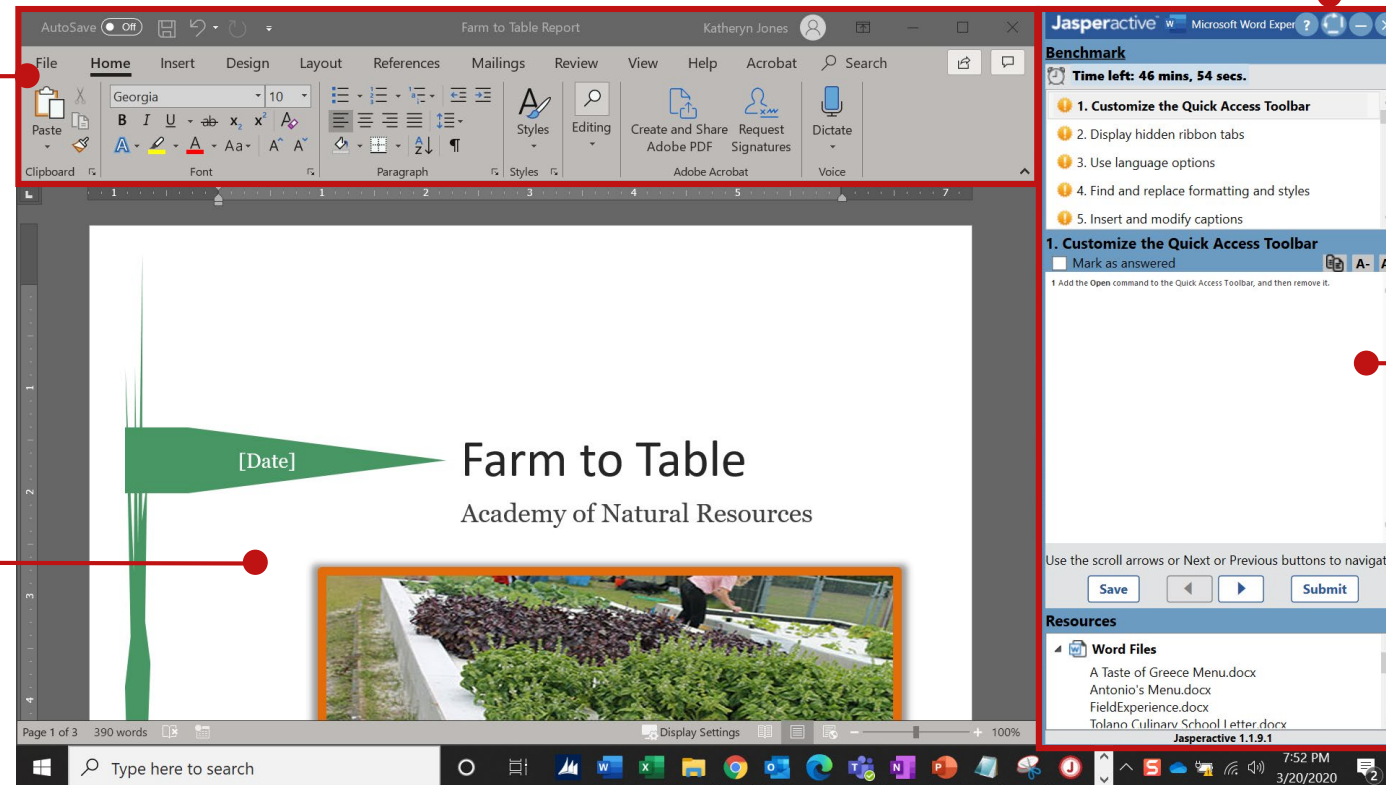 AutoSave Off Farm to Table Report Katheryn Jones
File Home Insert Design Layout References Mailings Review View Help Acrobat Search
Georgia 10
Paste Styles Editing Create and Share Adobe PDF Request Signatures Dictate
Clipboard Font Paragraph Styles Adobe Acrobat Voice
[Date]
Farm to Table
Academy of Natural Resources
Page 1 of 3 390 words Display Settings 100%
Jasperactive Microsoft Word Exper
Benchmark
Time left: 46 mins, 54 secs.
1. Customize the Quick Access Toolbar
2. Display hidden ribbon tabs
3. Use language options
4. Find and replace formatting and styles
5. Insert and modify captions
1. Customize the Quick Access Toolbar
Mark as answered A-
1 Add the Open command to the Quick Access Toolbar, and then remove it.
Use the scroll arrows or Next or Previous buttons to navigat
Save Submit
Resources
Word Files
A Taste of Greece Menu.docx
Antonio's Menu.docx
FieldExperience.docx
Tolano Culinary School Letter.docx
Jasperactive 1.1.9.1
Type here to search
7:52 PM
3/20/2020
2